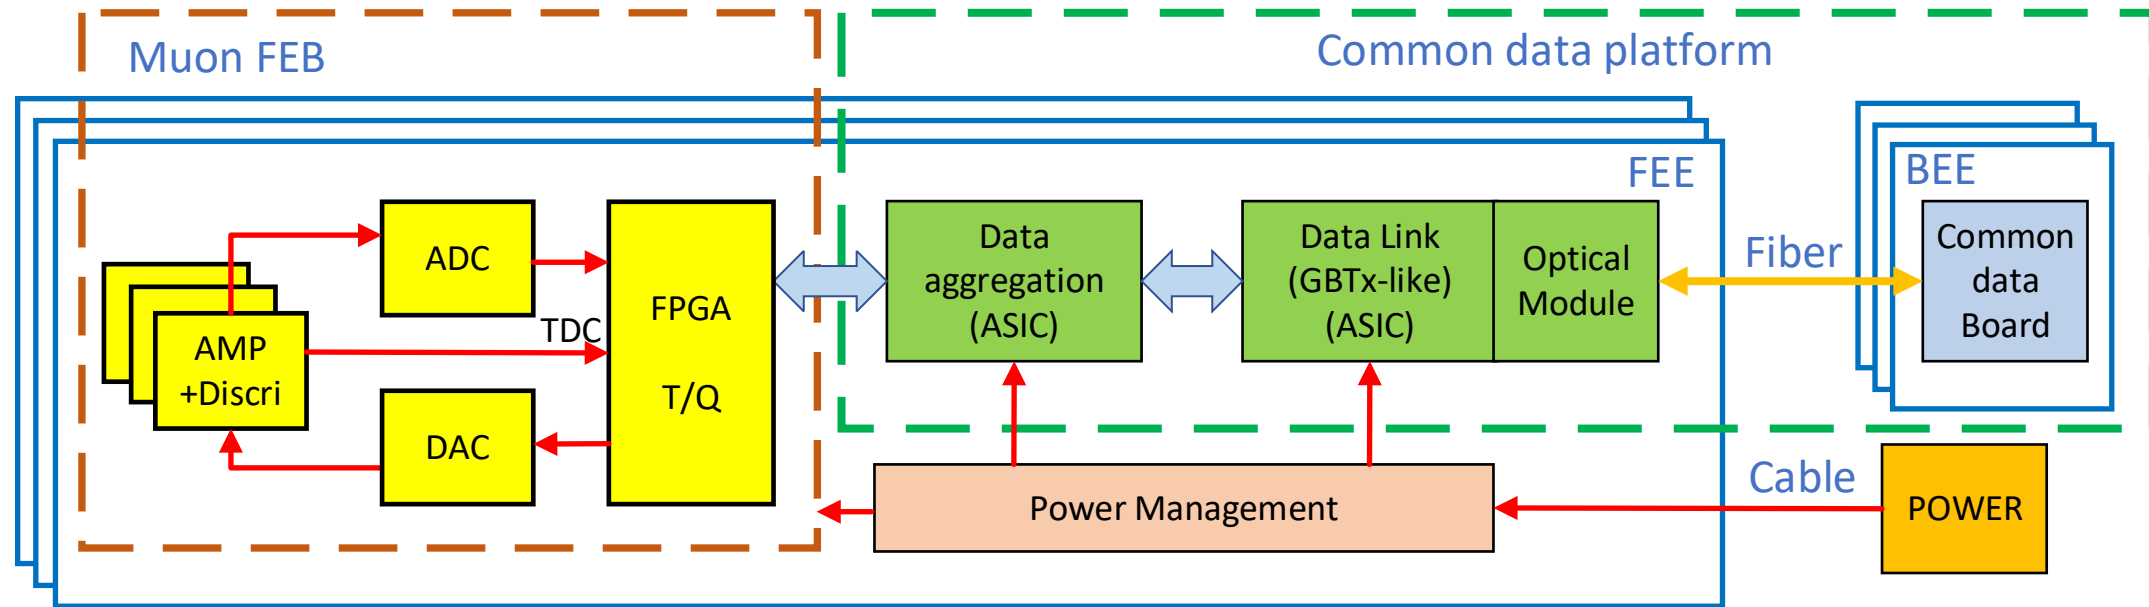 Muon FEB
Common data platform
FEE
BEE
ADC
AMP
+Discri
TDC
DAC
FPGA
T/Q
Data
aggregation
(ASIC)
Data Link
(GBTx-like)
(ASIC)
Optical
Module
Fiber
Common
data
Board
Power Management
Cable
POWER